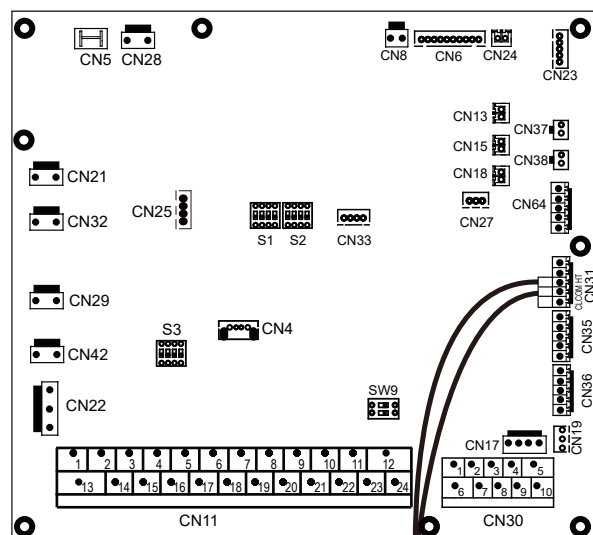 CN5
CN28
CN8
CN6
CN24
CN23
CN13
CN37
CN15
CN38
CN18
CN21
CN25
CN32
S1
S2
CN33
CN27
CN64
CN31
CLCOM HT
CN29
CN4
S3
CN35
CN42
CN36
CN22
SW9
CN17
CN19
1 2 3 4 5 6 7 8 9 10 11 12
13 14 15 16 17 18 19 20 21 22 23 24
CN11
1 2 3 4 5
6 7 8 9 10
CN30